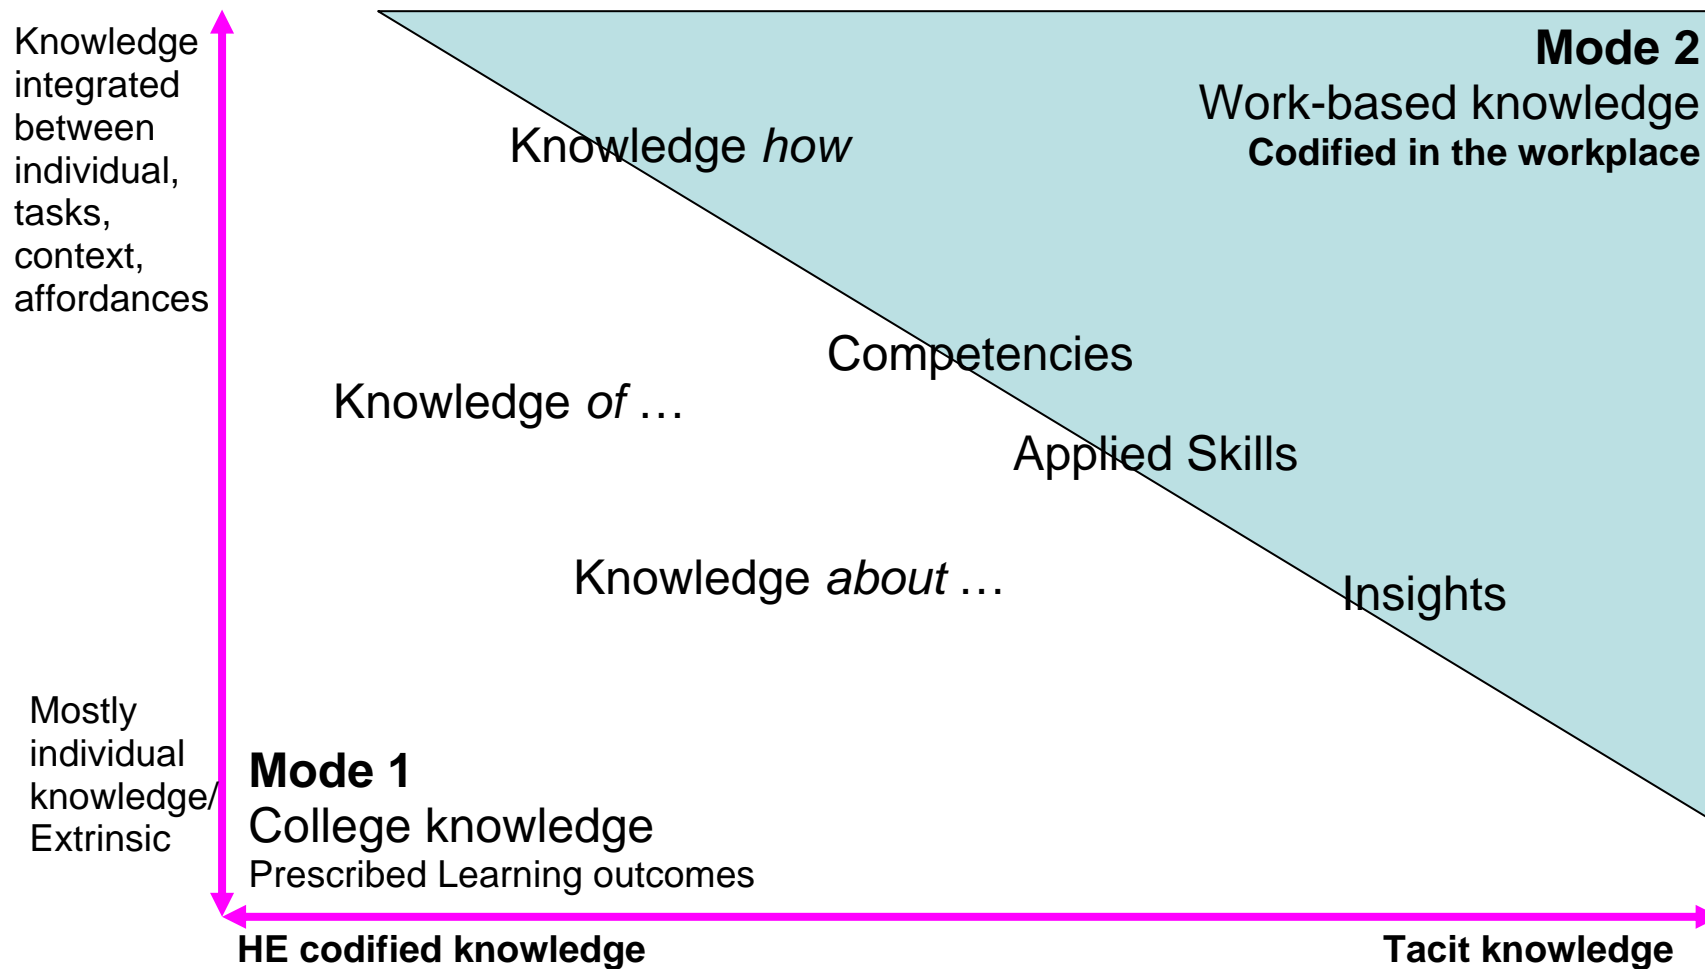 Knowledge
integrated
between
individual,
tasks,
context,
affordances
Mode 2
Work-based knowledge
Codified in the workplace
Knowledge how
Competencies
Knowledge of …
Applied Skills
Knowledge about …
Insights
Mostly
individual
knowledge/
Extrinsic
Mode 1
College knowledge
Prescribed Learning outcomes
HE codified knowledge
Tacit knowledge